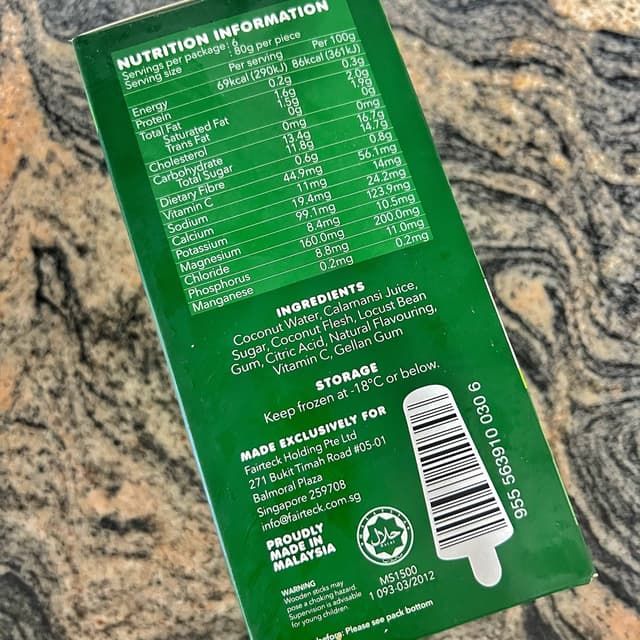 NUTRITION INFORMATION
Servings per package: 6
Serving size : 80g per piece
Per serving Per 100g
Energy 69kcal (290kJ) 86kcal (361kJ)
Protein 0.2g 0.3g
Total Fat 1.6g 2.0g
Saturated Fat 1.5g 1.9g
Trans Fat 0g 0g
Cholesterol 0mg 0mg
Carbohydrate 13.4g 16.7g
Total Sugar 11.8g 14.7g
Dietary Fibre 0.6g 0.8g
Vitamin C 44.9mg 56.1mg
Sodium 11mg 14mg
Calcium 19.4mg 24.2mg
Potassium 99.1mg 123.9mg
Magnesium 8.4mg 10.5mg
Chloride 160.0mg 200.0mg
Phosphorus 8.8mg 11.0mg
Manganese 0.2mg 0.2mg
INGREDIENTS
Coconut Water, Calamansi Juice,
Sugar, Coconut Flesh, Locust Bean
Gum, Citric Acid, Natural Flavouring,
Vitamin C, Gellan Gum
STORAGE
Keep frozen at -18°C or below.
MADE EXCLUSIVELY FOR
Fairteck Holding Pte Ltd
271 Bukit Timah Road #05-01
Balmoral Plaza
Singapore 259708
info@fairteck.com.sg
PROUDLY
MADE IN
MALAYSIA
حلال
MS1500
1 093-03/2012
WARNING
Wooden sticks may
pose a choking hazard.
Supervision is advisable
for young children
before: Please see pack bottom
955 563910 030 6